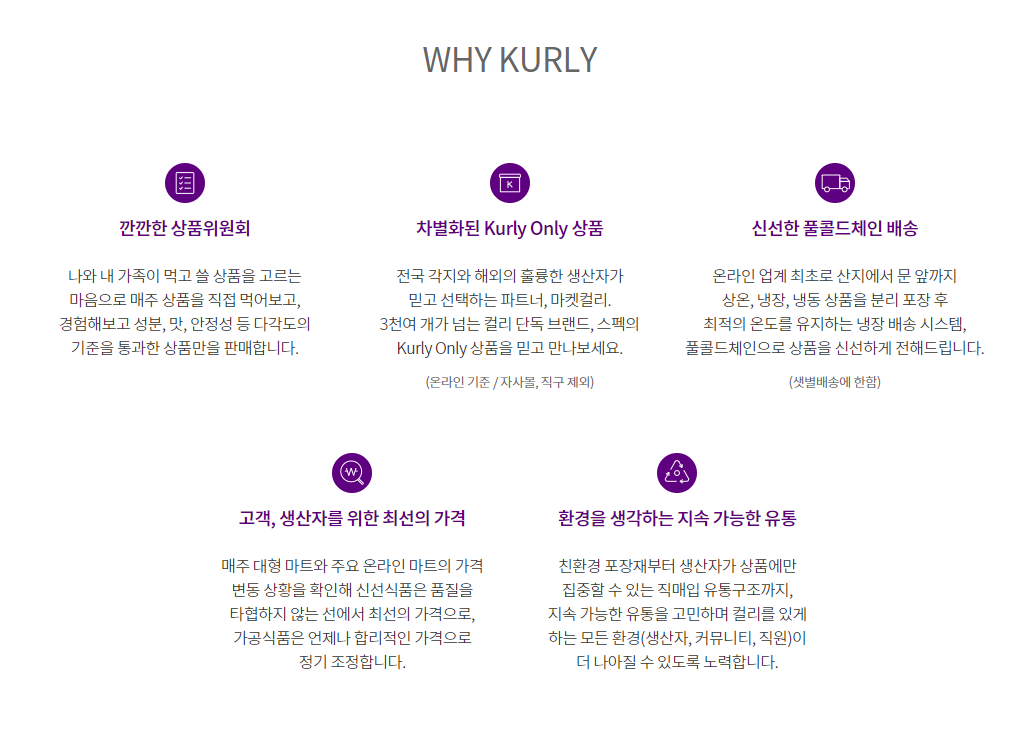 WHY KURLY
깐깐한 상품위원회
나와 내 가족이 먹고 쓸 상품을 고르는
마음으로 매주 상품을 직접 먹어보고,
경험해보고 성분, 맛, 안정성 등 다각도의
기준을 통과한 상품만을 판매합니다.
K
차별화된 Kurly Only 상품
전국 각지와 해외의 훌륭한 생산자가
믿고 선택하는 파트너, 마켓컬리.
3천여 개가 넘는 컬리 단독 브랜드, 스펙의
Kurly Only 상품을 믿고 만나보세요.
(온라인 기준 / 자사몰, 직구 제외)
신선한 풀콜드체인 배송
온라인 업계 최초로 산지에서 문 앞까지
상온, 냉장, 냉동 상품을 분리 포장 후
최적의 온도를 유지하는 냉장 배송 시스템,
풀콜드체인으로 상품을 신선하게 전해드립니다.
(샛별배송에 한함)
₩
고객, 생산자를 위한 최선의 가격
매주 대형 마트와 주요 온라인 마트의 가격
변동 상황을 확인해 신선식품은 품질을
타협하지 않는 선에서 최선의 가격으로,
가공식품은 언제나 합리적인 가격으로
정기 조정합니다.
환경을 생각하는 지속 가능한 유통
친환경 포장재부터 생산자가 상품에만
집중할 수 있는 직매입 유통구조까지,
지속 가능한 유통을 고민하며 컬리를 있게
하는 모든 환경(생산자, 커뮤니티, 직원)이
더 나아질 수 있도록 노력합니다.